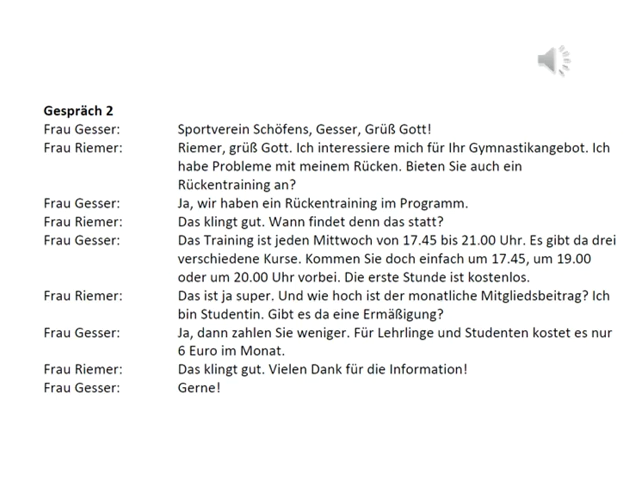 Gespräch 2
Frau Gesser: Sportverein Schöfens, Gesser, Grüß Gott!
Frau Riemer: Riemer, grüß Gott. Ich interessiere mich für Ihr Gymnastikangebot. Ich
habe Probleme mit meinem Rücken. Bieten Sie auch ein
Rückentraining an?
Frau Gesser: Ja, wir haben ein Rückentraining im Programm.
Frau Riemer: Das klingt gut. Wann findet denn das statt?
Frau Gesser: Das Training ist jeden Mittwoch von 17.45 bis 21.00 Uhr. Es gibt da drei
verschiedene Kurse. Kommen Sie doch einfach um 17.45, um 19.00
oder um 20.00 Uhr vorbei. Die erste Stunde ist kostenlos.
Frau Riemer: Das ist ja super. Und wie hoch ist der monatliche Mitgliedsbeitrag? Ich
bin Studentin. Gibt es da eine Ermäßigung?
Frau Gesser: Ja, dann zahlen Sie weniger. Für Lehrlinge und Studenten kostet es nur
6 Euro im Monat.
Frau Riemer: Das klingt gut. Vielen Dank für die Information!
Frau Gesser: Gerne!